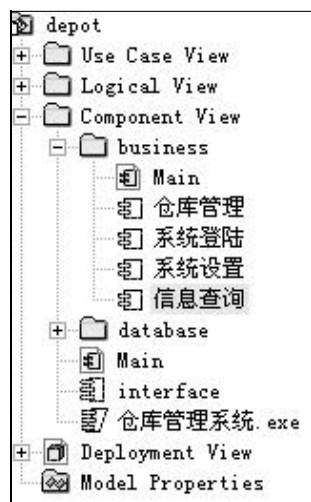 depot
Use Case View
Logical View
Component View
business
Main
仓库管理
系统登陆
系统设置
信息查询
database
Main
interface
仓库管理系统.exe
Deployment View
Model Properties